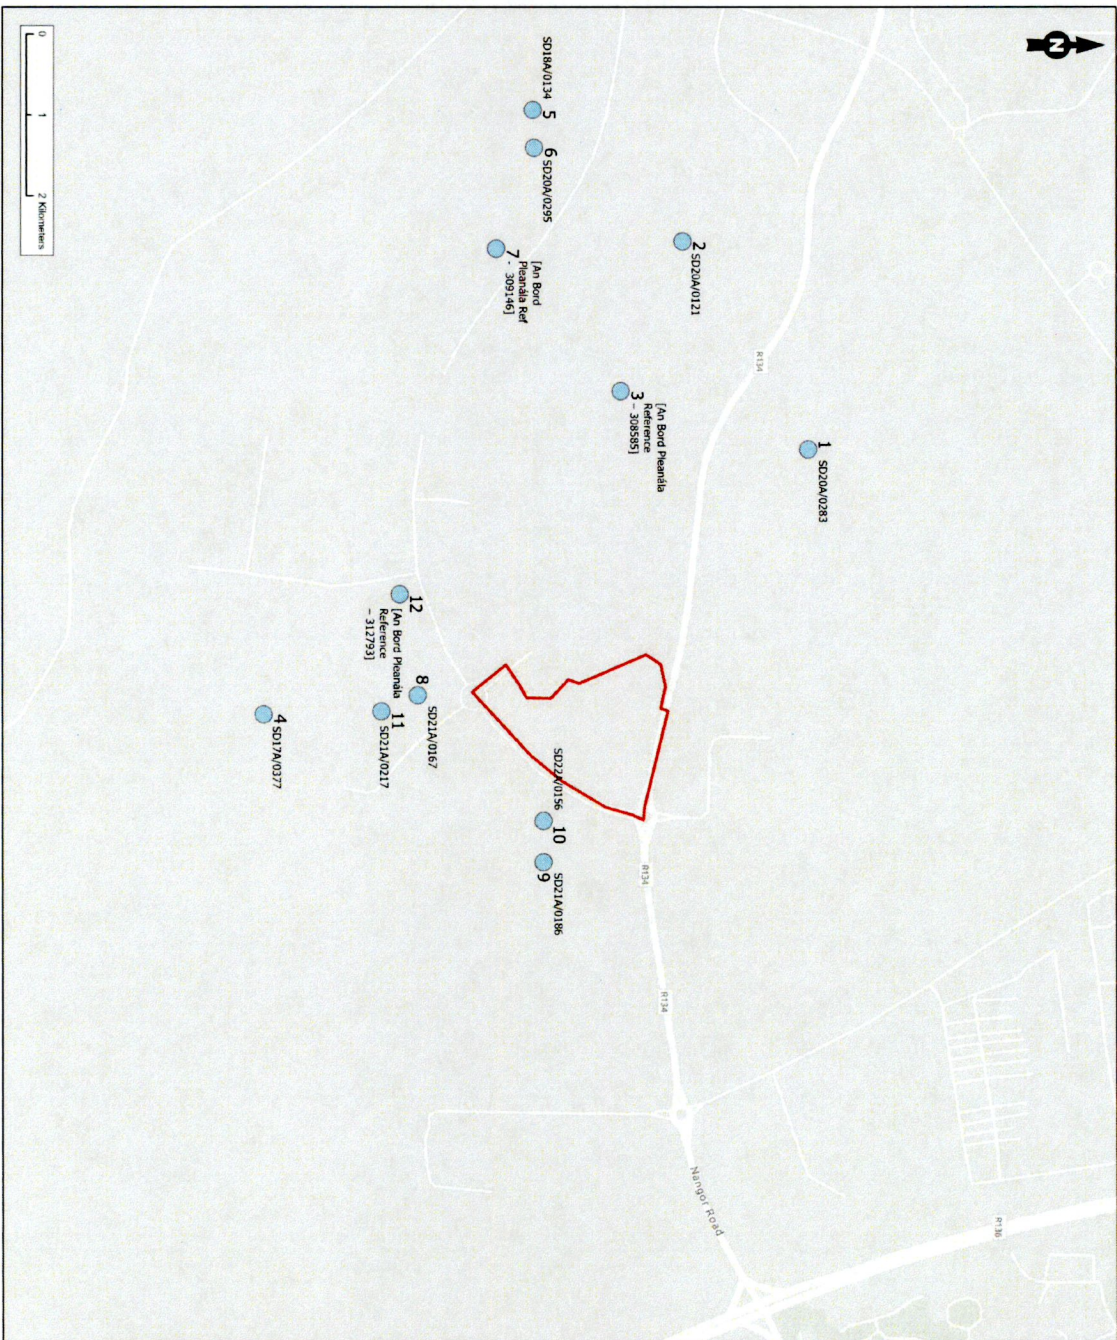 N
R136
Nangor Road
R134
R134
R134
1 SD20A/0283
2 SD20A/0121
3
[An Bord Pleanála
Reference
- 308585]
5
SD18A/0134
6 SD20A/0295
7 -
[An Bord
Pleanála Ref
309146]
10
SD22A/0156
9
SD21A/0186
12
[An Bord Pleanála
Reference
- 312793]
8
SD21A/0167
11
SD21A/0217
4 SD17A/0377
0 1 2 Kilometers